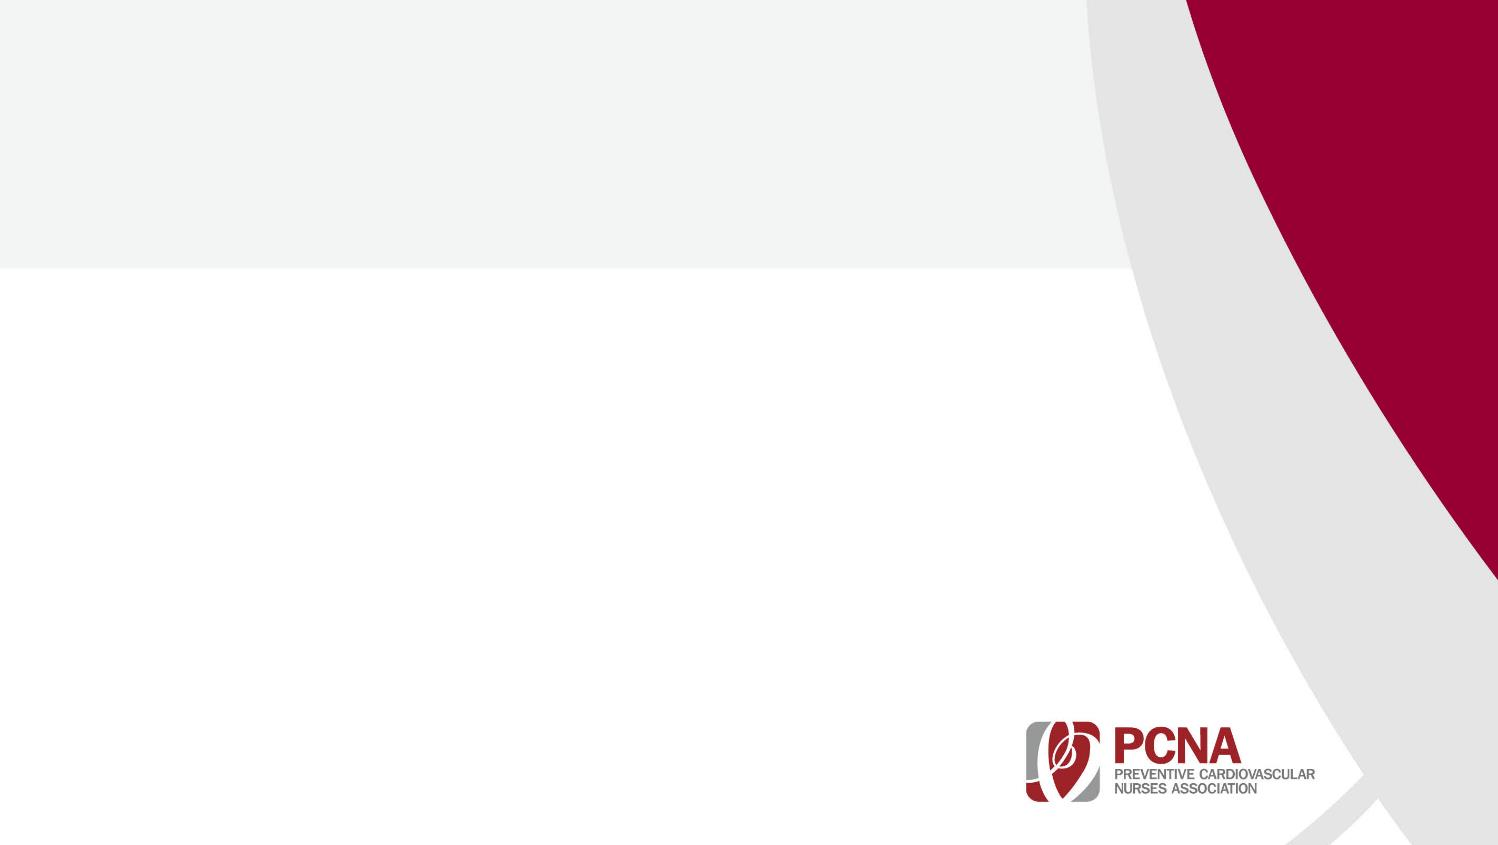 PCNA
PREVENTIVE CARDIOVASCULAR
NURSES ASSOCIATION